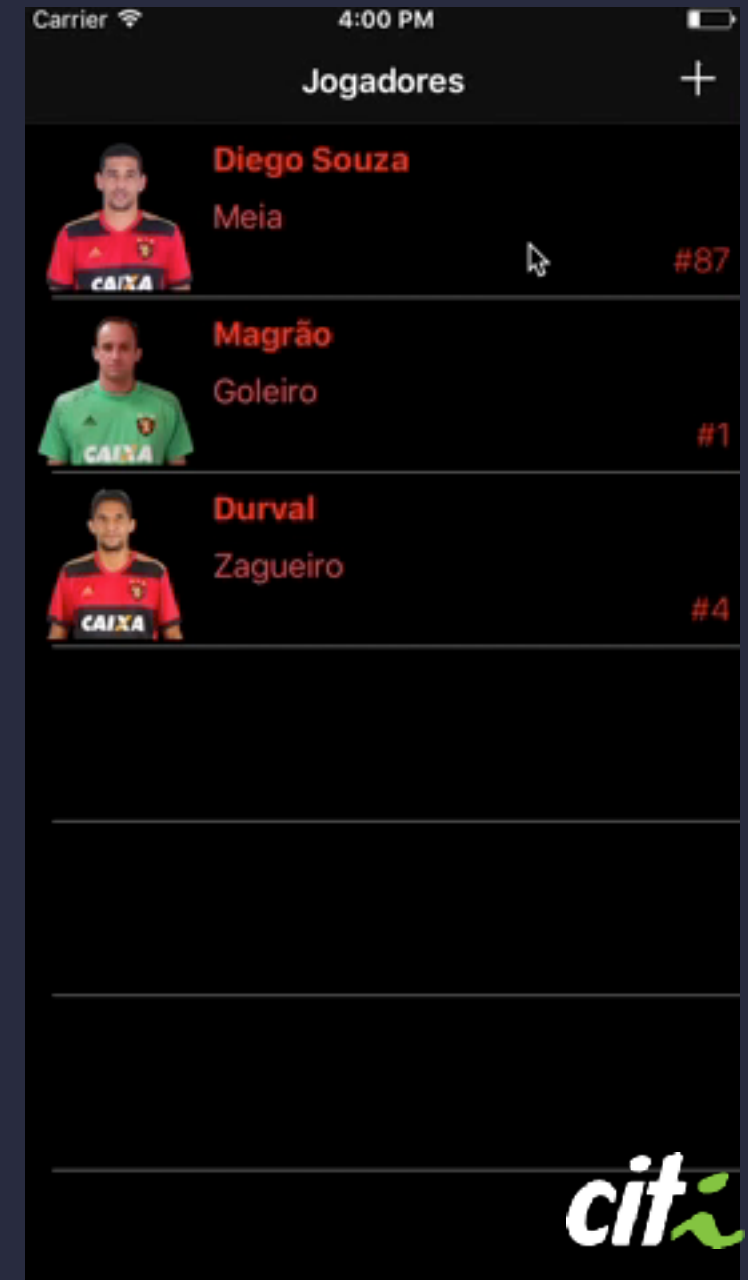 Carrier 4:00 PM
Jogadores +
Diego Souza
Meia
#87
CAIXA
Magrão
Goleiro
#1
CAIXA
Durval
Zagueiro
#4
CAIXA
citi